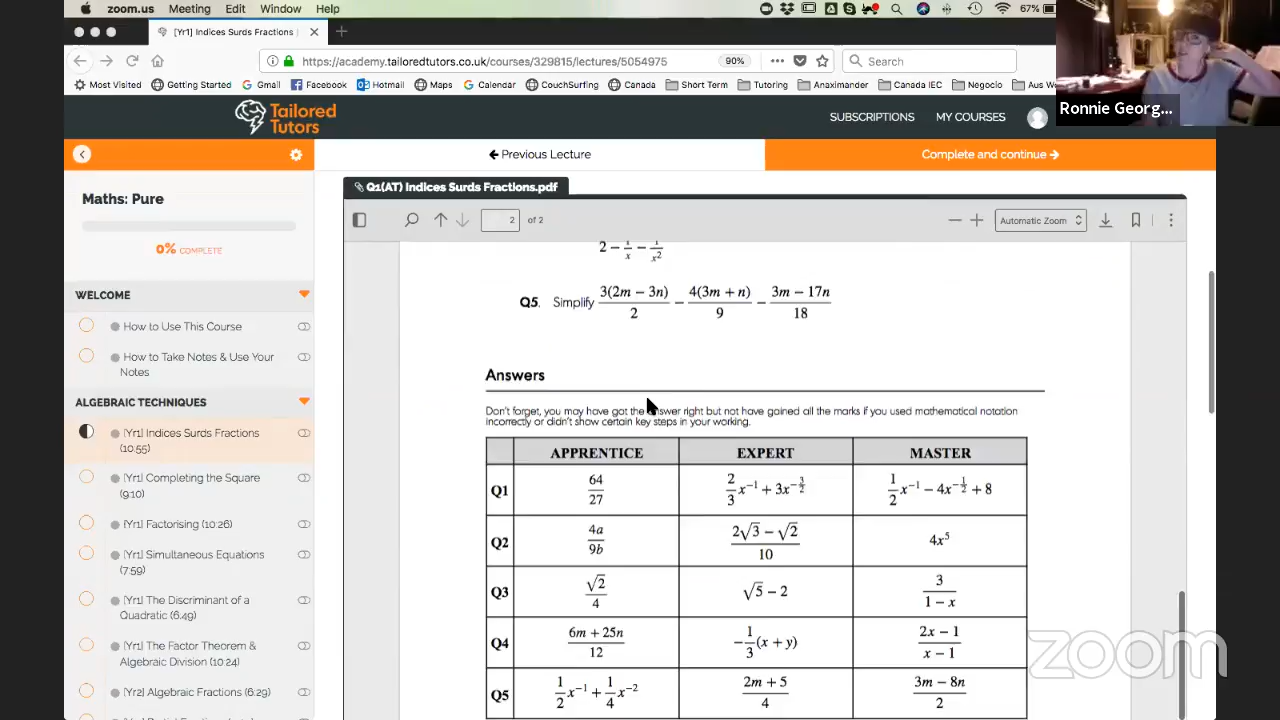 zoom.us Meeting Edit Window Help 67%
[Yr1] Indices Surds Fractions
https://academy.tailoredtutors.co.uk/courses/329815/lectures/5054975 90% Search
Most Visited Getting Started Gmail Facebook Hotmail Maps Calendar CouchSurfing Canada Short Term Tutoring Anaximander Canada IEC Negocio Aus Wo
Ronnie Georg...
Tailored Tutors
SUBSCRIPTIONS MY COURSES
Previous Lecture
Complete and continue
Maths: Pure
0% COMPLETE
WELCOME
How to Use This Course
How to Take Notes & Use Your
Notes
ALGEBRAIC TECHNIQUES
[Yr1] Indices Surds Fractions
(10:55)
[Yr1] Completing the Square
(9:10)
[Yr1] Factorising (10:26)
[Yr1] Simultaneous Equations
(7:59)
[Yr1] The Discriminant of a
Quadratic (6:49)
[Yr1] The Factor Theorem &
Algebraic Division (10:24)
[Yr2] Algebraic Fractions (6:29)
Q1(AT) Indices Surds Fractions.pdf
2 of 2 Automatic Zoom
2 − 1/x − 1/x²
Q5. Simplify 3(2m − 3n)/2 − 4(3m + n)/9 − 3m − 17n/18
Answers
Don't forget, you may have got the answer right but not have gained all the marks if you used mathematical notation
incorrectly or didn't show certain key steps in your working.
APPRENTICE EXPERT MASTER
Q1 64/27 2/3 x⁻¹ + 3x^(-3/2) 1/2 x⁻¹ − 4x^(-1/2) + 8
Q2 4a/9b (2√3 − √2)/10 4x⁵
Q3 √2/4 √5 − 2 3/(1 − x)
Q4 (6m + 25n)/12 −1/3 (x + y) (2x − 1)/(x − 1)
Q5 1/2 x⁻¹ + 1/4 x⁻² (2m + 5)/4 (3m − 8n)/2
zoom